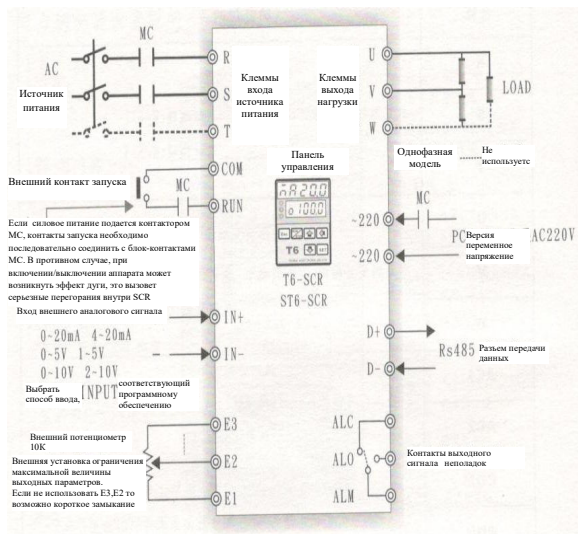 MC
AC
Источник
питания
R
S
T
Клеммы
входа
источника
питания
Клеммы
выхода
нагрузки
U
V
W
LOAD
Однофазная
модель
Не
используетс
Панель
управления
COM
RUN
Внешний контакт запуска
MC
Если силовое питание подается контактором
МС, контакты запуска необходимо
последовательно соединить с блок-контактами
МС. В противном случае, при
включении/выключении аппарата может
возникнуть эффект дуги, это вызовет
серьезные перегорания внутри SCR
T6
T6-SCR
ST6-SCR
MC
~220
~220
PC
Версия
переменное
напряжение
AC220V
Вход внешнего аналогового сигнала
IN+
IN-
0~20mA 4~20mA
0~5V 1~5V
0~10V 2~10V
Выбрать
способ ввода,
INPUT
соответствующий
программному
обеспечению
D+
D-
Rs485
Разъем передачи
данных
Внешний потенциометр
10K
Внешняя установка ограничения
максимальной величины
выходных параметров.
Если не использовать E3,E2 то
возможно короткое замыкание
E3
E2
E1
ALC
ALO
ALM
Контакты выходного
сигнала неполадок